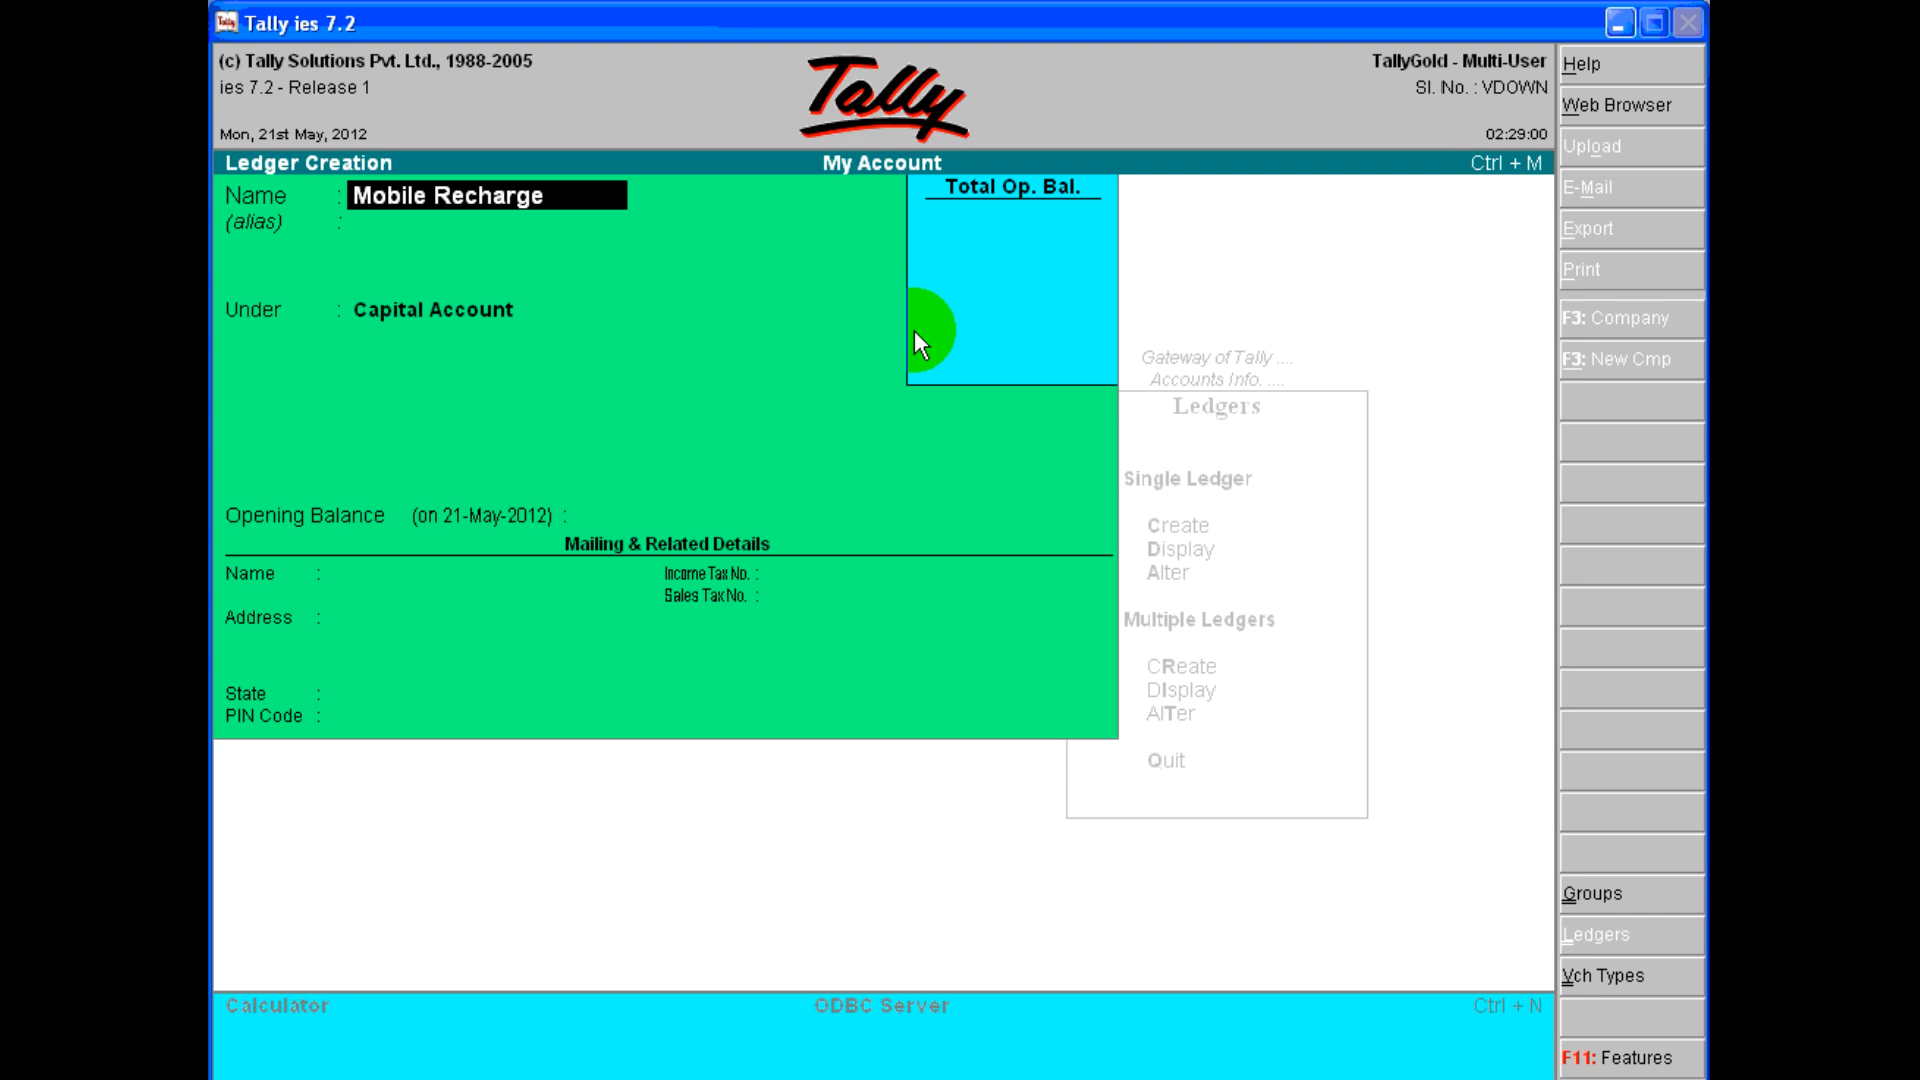 Tally ies 7.2
(c) Tally Solutions Pvt. Ltd., 1988-2005
ies 7.2 - Release 1
Mon, 21st May, 2012
Tally
TallyGold - Multi-User
Sl. No. : VDOWN
02:29:00
Ledger Creation My Account Ctrl + M
Name : Mobile Recharge
(alias) :
Under : Capital Account
Total Op. Bal.
Opening Balance (on 21-May-2012) :
Mailing & Related Details
Name :
Income Tax No. :
Sales Tax No. :
Address :
State :
PIN Code :
Gateway of Tally ....
Accounts Info. ....
Ledgers
Single Ledger
Create
Display
Alter
Multiple Ledgers
CReate
DIsplay
AlTer
Quit
Calculator ODBC Server Ctrl + N
Help
Web Browser
Upload
E-Mail
Export
Print
F3: Company
F3: New Cmp
Groups
Ledgers
Vch Types
F11: Features